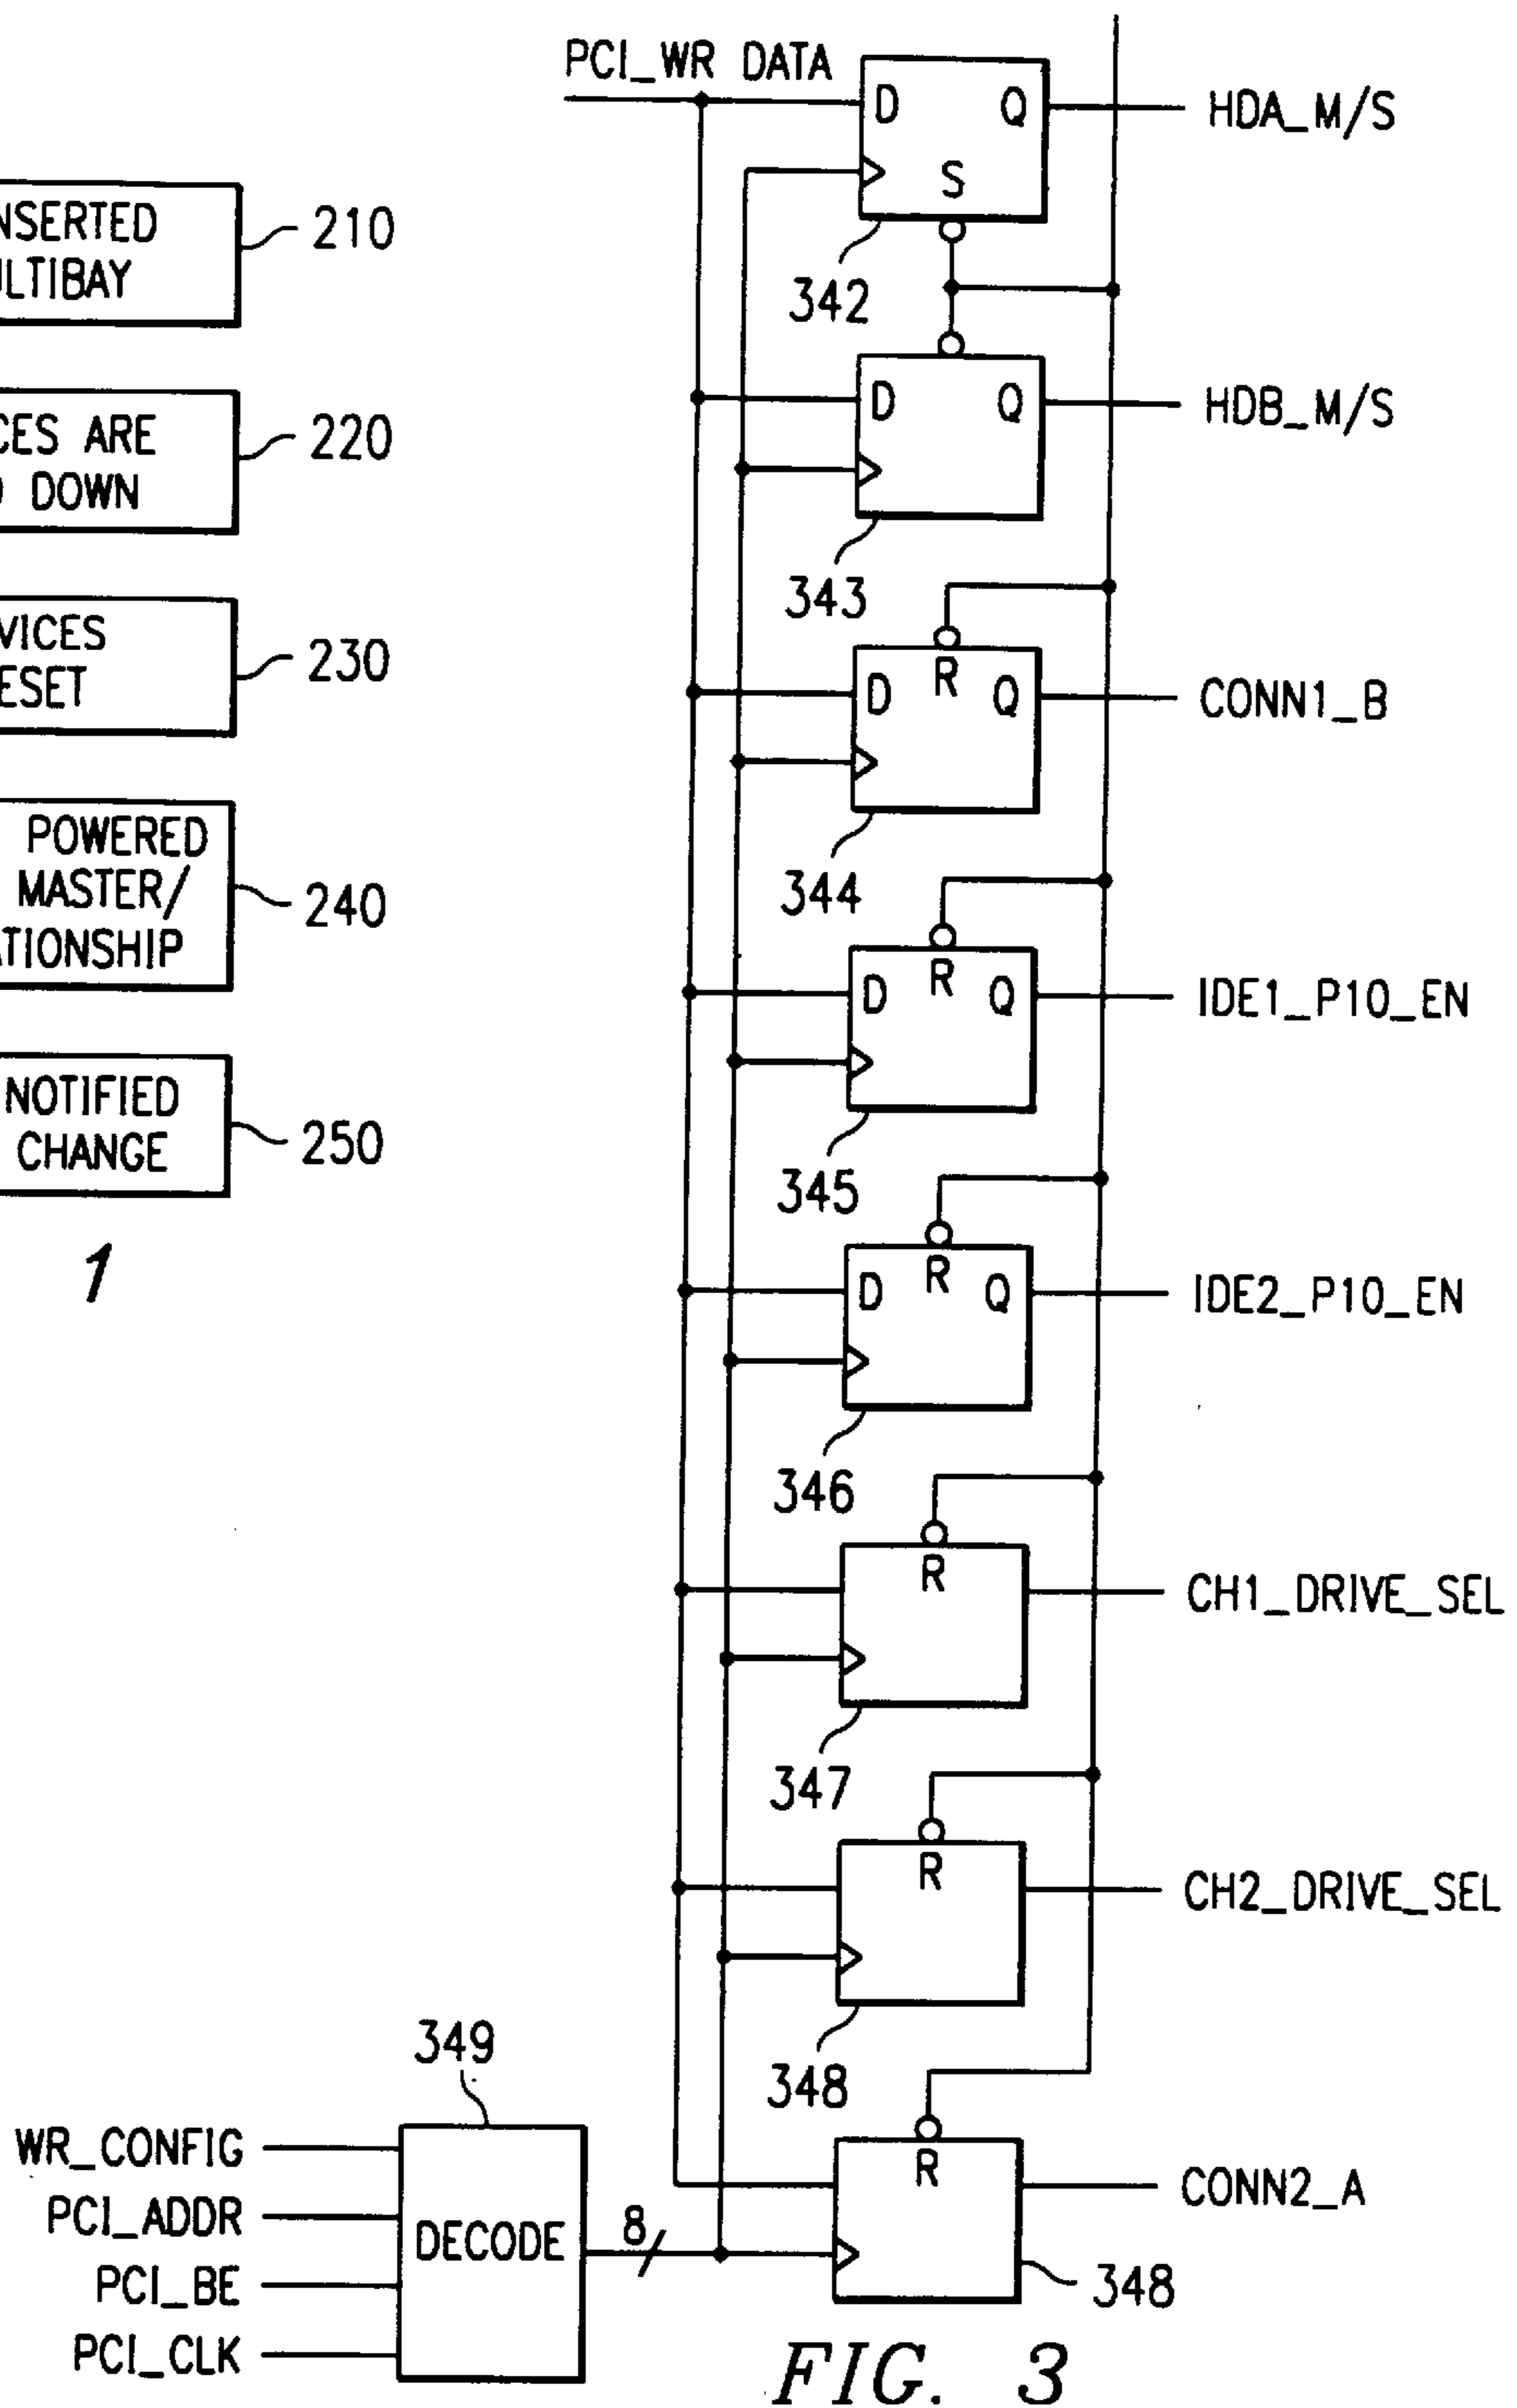 NSERTED
ULTIBAY
210
CES ARE
DOWN
220
VICES
ESET
230
POWERED
MASTER/
ATIONSHIP
240
NOTIFIED
CHANGE
250
1
PCI_WR DATA
D Q
S
HDA_M/S
342
D Q
HDB_M/S
343
R
D Q
CONN1_B
344
R
D Q
IDE1_P10_EN
345
R
D Q
IDE2_P10_EN
346
R
CH1_DRIVE_SEL
347
R
CH2_DRIVE_SEL
348
R
CONN2_A
348
349
WR_CONFIG
PCI_ADDR
PCI_BE
PCI_CLK
DECODE
8
FIG. 3